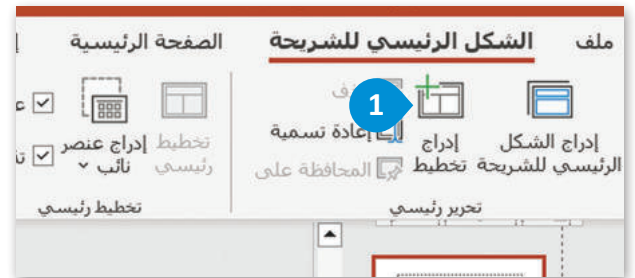 ملف الشكل الرئيسي للشريحة الصفحة الرئيسية
1
إدراج الشكل الرئيسي للشريحة
إدراج تخطيط
إعادة تسمية
المحافظة على
تحرير رئيسي
تخطيط رئيسي
إدراج عنصر نائب
تخطيط رئيسي